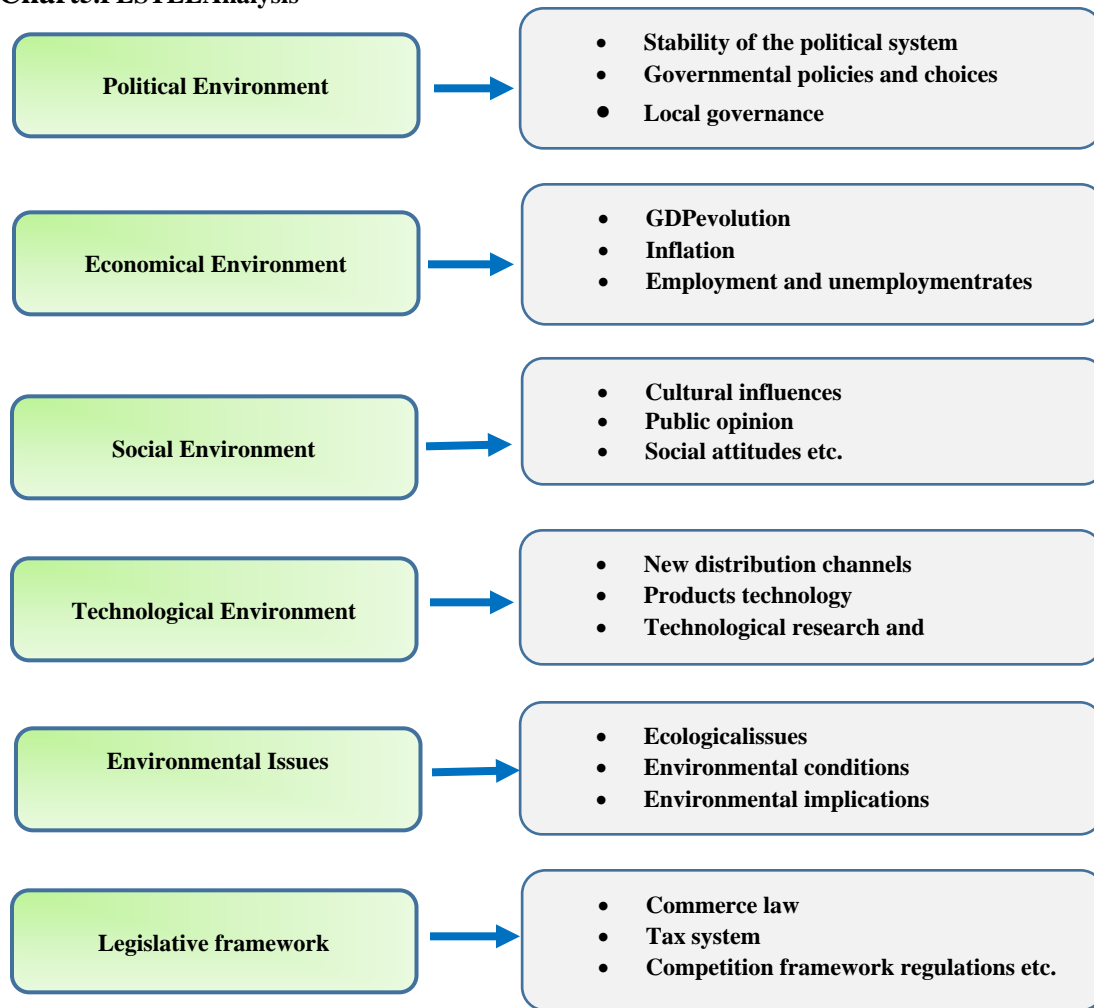 Political Environment
• Stability of the political system
• Governmental policies and choices
• Local governance
Economical Environment
• GDPevolution
• Inflation
• Employment and unemploymentrates
Social Environment
• Cultural influences
• Public opinion
• Social attitudes etc.
Technological Environment
• New distribution channels
• Products technology
• Technological research and
Environmental Issues
• Ecologicalissues
• Environmental conditions
• Environmental implications
Legislative framework
• Commerce law
• Tax system
• Competition framework regulations etc.